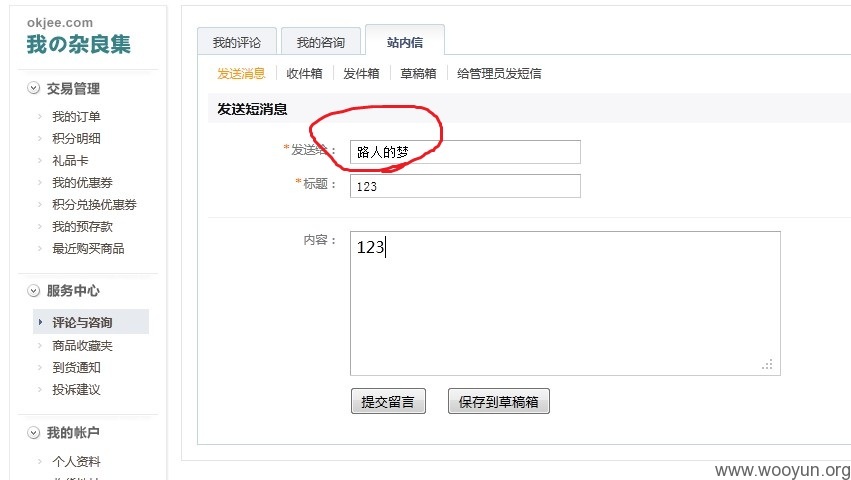 okjee.com
我の杂良集
交易管理
我的订单
积分明细
礼品卡
我的优惠券
积分兑换优惠券
我的预存款
最近购买商品
服务中心
评论与咨询
商品收藏夹
到货通知
投诉建议
我的帐户
个人资料
我的评论 我的咨询 站内信
发送消息 收件箱 发件箱 草稿箱 给管理员发短信
发送短消息
*发送给： 路人的梦
*标题： 123
内容： 123
提交留言 保存到草稿箱
www.wooyun.org